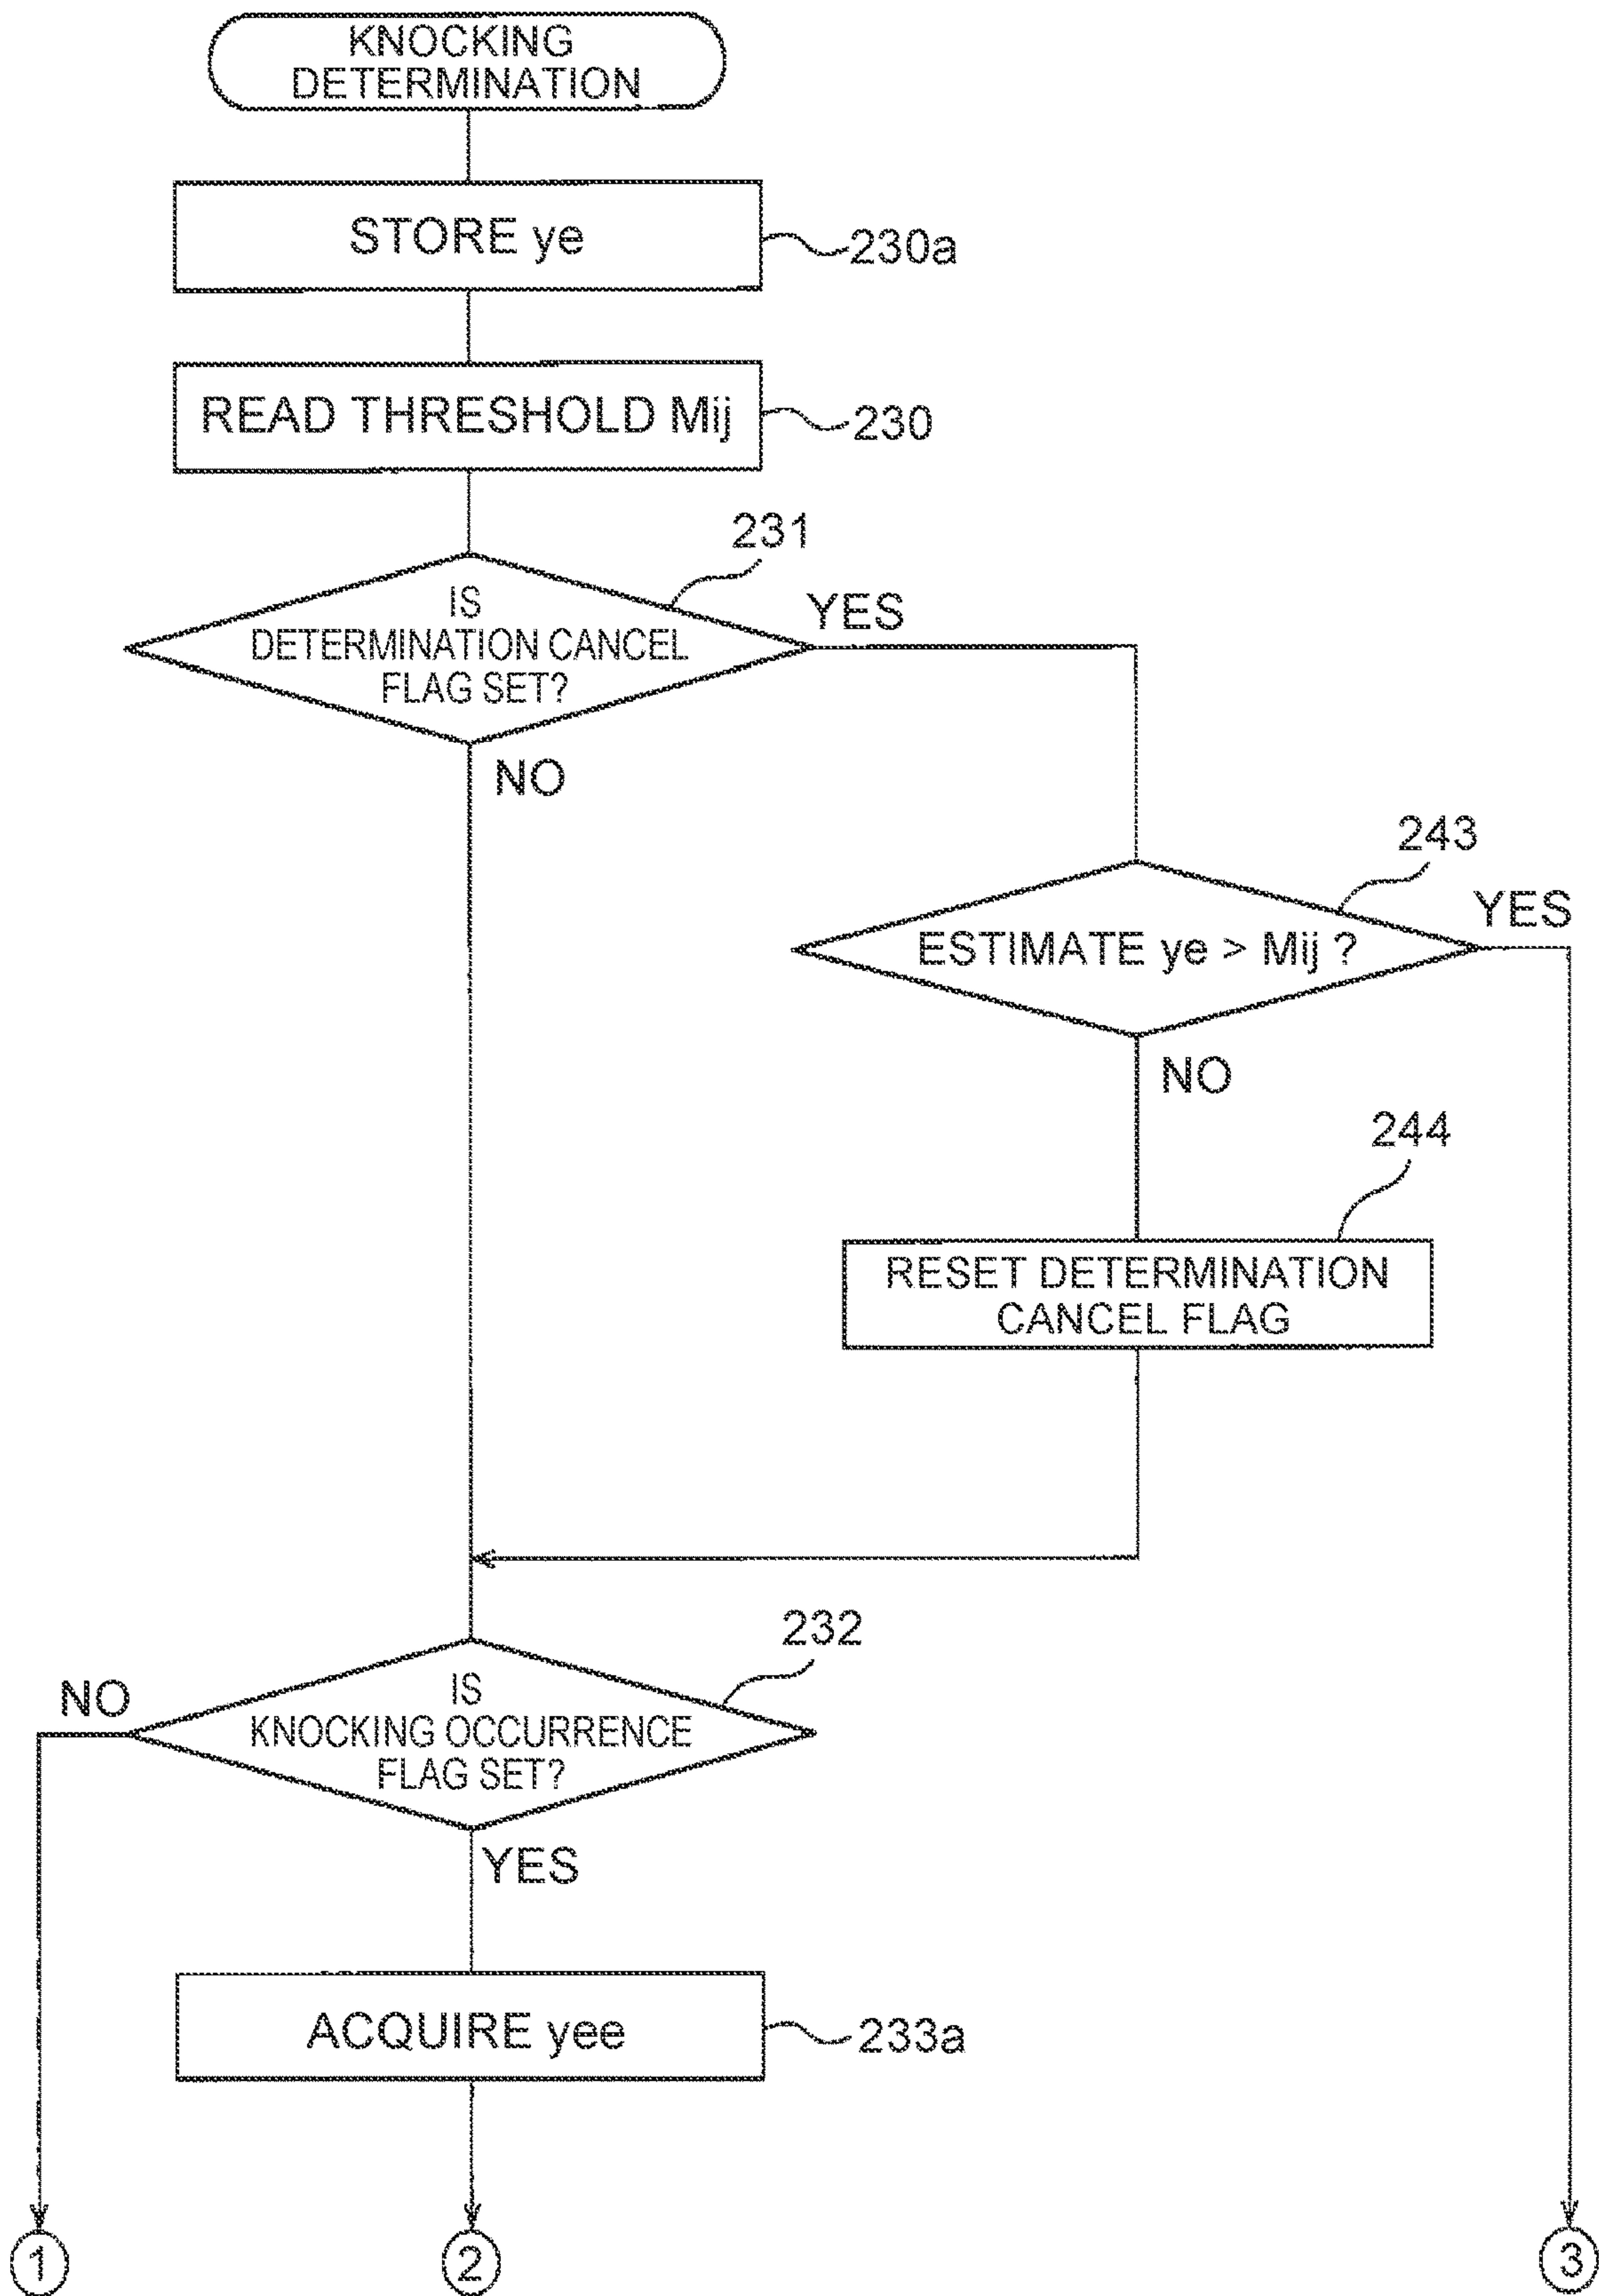 KNOCKING
DETERMINATION
STORE ye
230a
READ THRESHOLD Mij
230
231
IS
DETERMINATION CANCEL
FLAG SET?
YES
NO
243
ESTIMATE ye > Mij ?
YES
NO
244
RESET DETERMINATION
CANCEL FLAG
232
NO
IS
KNOCKING OCCURRENCE
FLAG SET?
YES
ACQUIRE yee
233a
1
2
3